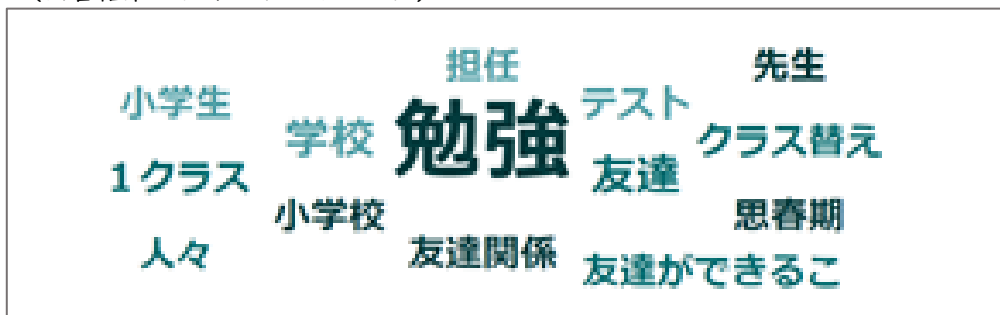 担任
先生
小学生
テスト
学校
勉強
クラス替え
1クラス
友達
小学校
思春期
人々
友達関係
友達ができるこ